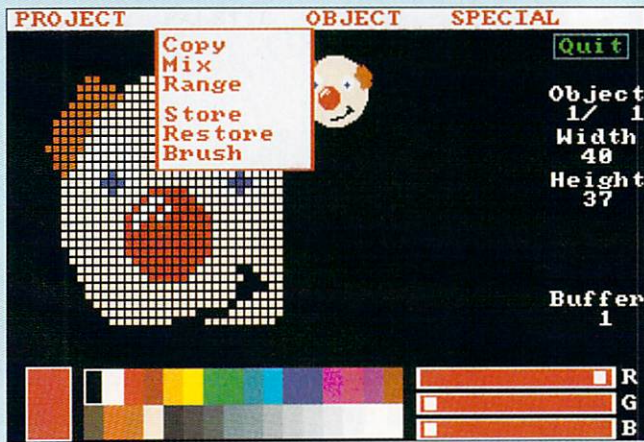 PROJECT OBJECT SPECIAL
Copy
Mix
Range
Store
Restore
Brush
Quit
Object
1/ 1
Width
40
Height
37
Buffer
1
R
G
B